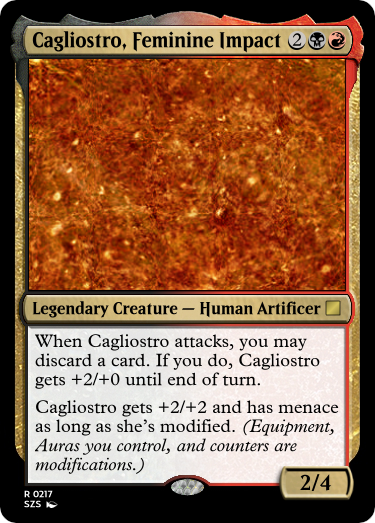 Cagliostro, Feminine Impact 2
Legendary Creature — Human Artificer
When Cagliostro attacks, you may
discard a card. If you do, Cagliostro
gets +2/+0 until end of turn.
Cagliostro gets +2/+2 and has menace
as long as she's modified. (Equipment,
Auras you control, and counters are
modifications.)
2/4
R 0217
SZS